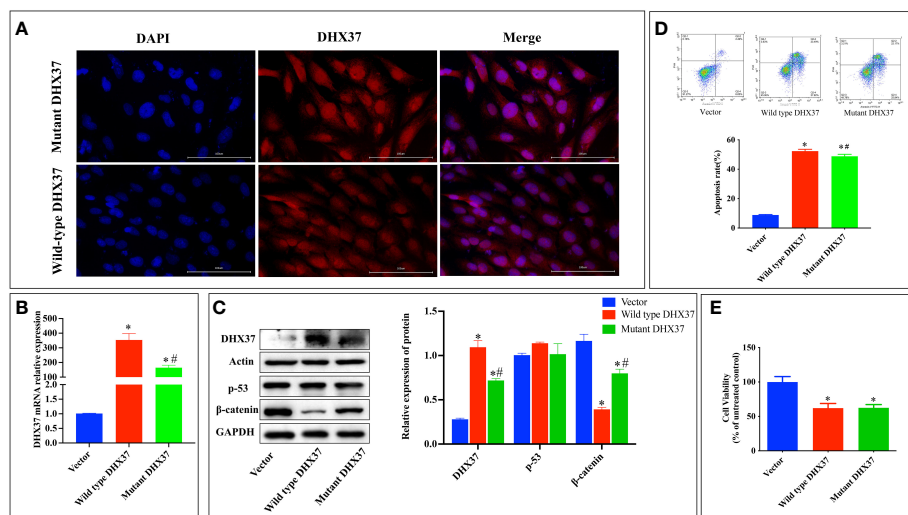 A
DAPI
DHX37
Merge
Mutant DHX37
Wild-type DHX37
B
DHX37 mRNA relative expression
500
400
300
200
100
2.0
1.5
1.0
0.5
0.0
*
*#
Vector
Wild type DHX37
Mutant DHX37
C
DHX37
Actin
p-53
β-catenin
GAPDH
Vector
Wild type DHX37
Mutant DHX37
Vector
Wild type DHX37
Mutant DHX37
Relative expression of protein
1.5
1.0
0.5
0.0
*
*#
*
*#
DHX37
p-53
β-catenin
D
Vector
Wild type DHX37
Mutant DHX37
Apoptosis rate(%)
80
60
40
20
0
*
*#
Vector
Wild type DHX37
Mutant DHX37
E
Cell Viability
(% of untreated control)
150
100
50
0
*
*
Vector
Wild type DHX37
Mutant DHX37